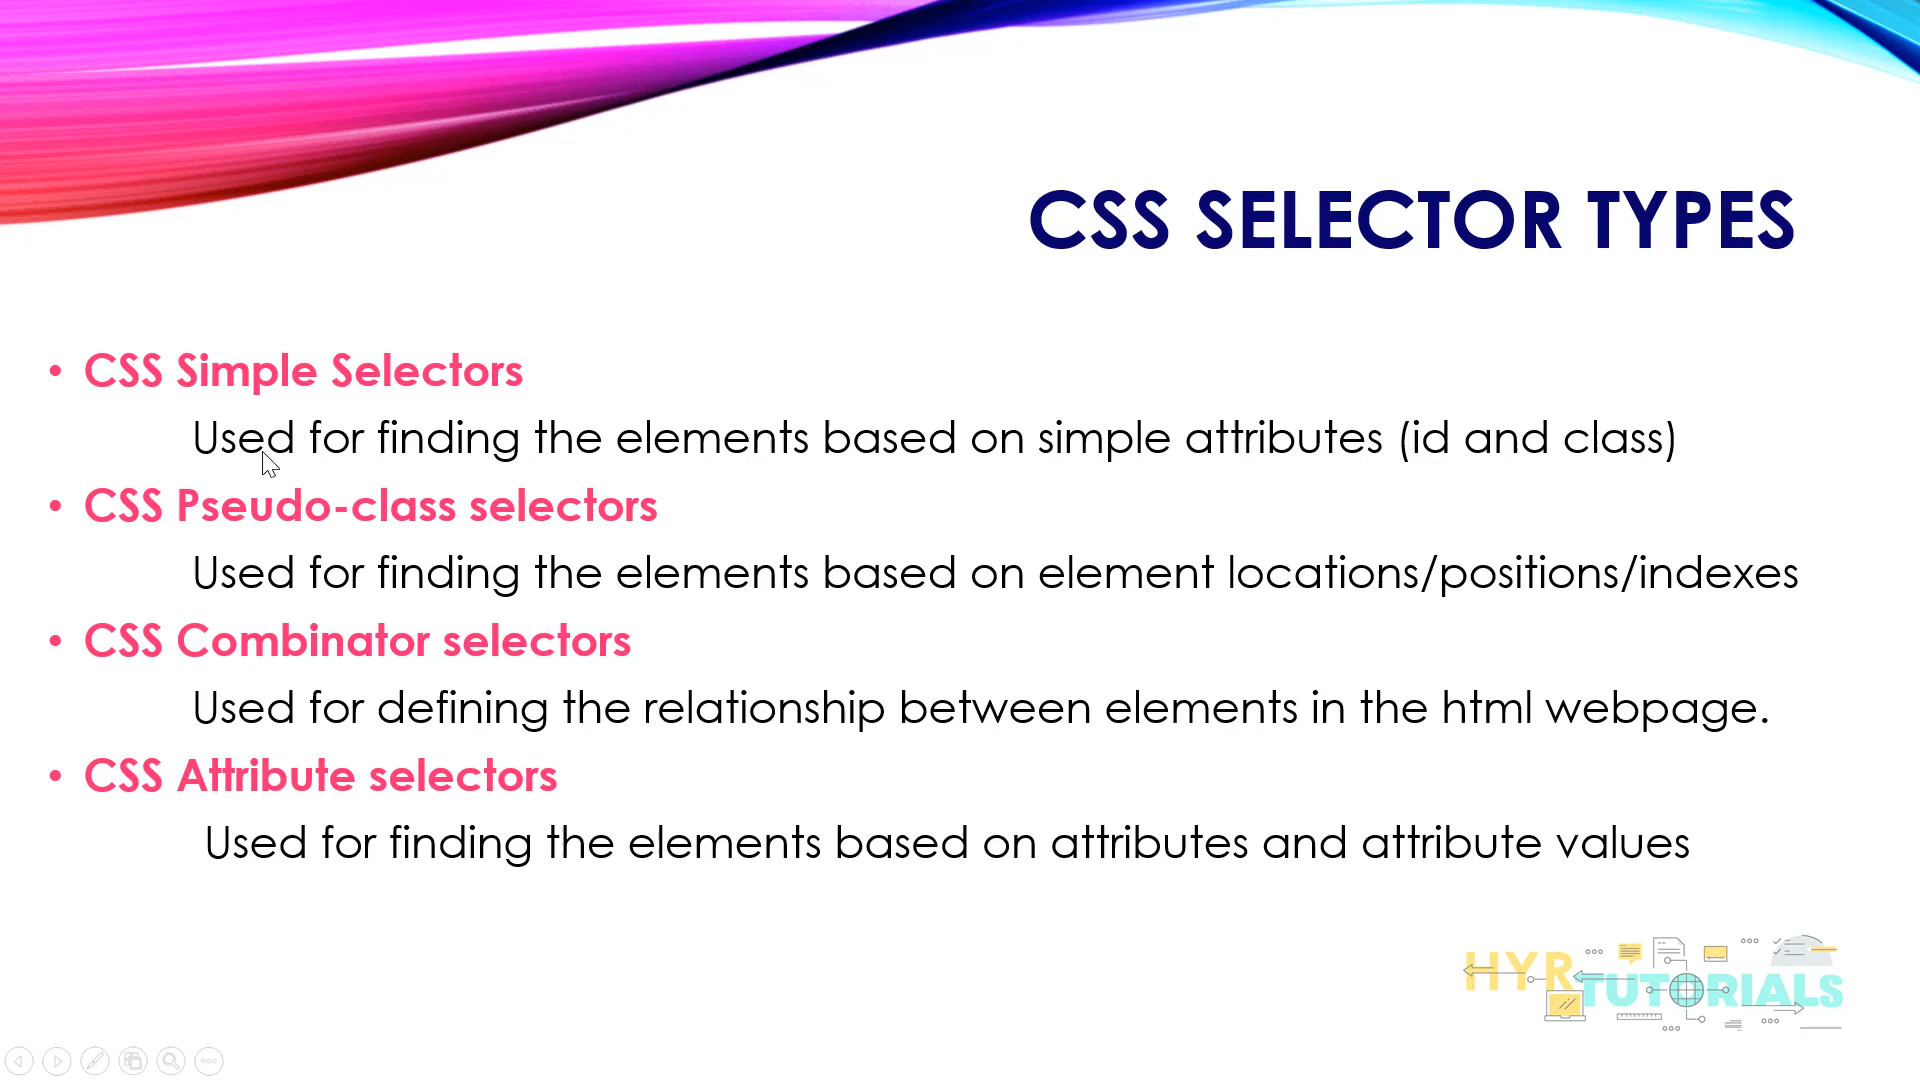 CSS SELECTOR TYPES
• CSS Simple Selectors
Used for finding the elements based on simple attributes (id and class)
• CSS Pseudo-class selectors
Used for finding the elements based on element locations/positions/indexes
• CSS Combinator selectors
Used for defining the relationship between elements in the html webpage.
• CSS Attribute selectors
Used for finding the elements based on attributes and attribute values
HYR
TUTORIALS